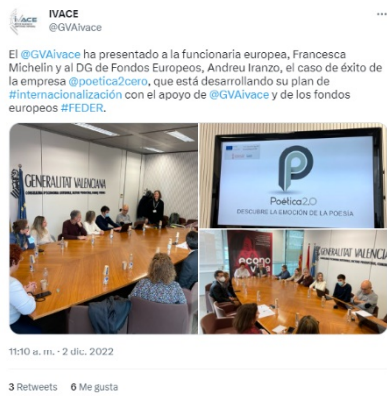 IVACE
@GVAivace
El @GVAivace ha presentado a la funcionaria europea, Francesca
Michelin y al DG de Fondos Europeos, Andreu Iranzo, el caso de éxito de
la empresa @poetica2cero, que está desarrollando su plan de
#internacionalización con el apoyo de @GVAivace y de los fondos
europeos #FEDER.
GENERALITAT VALENCIANA
Poética2.0
DESCUBRE LA EMOCIÓN DE LA POESÍA
GENERALITAT VALENCIANA
econo
11:10 a. m. · 2 dic. 2022
3 Retweets 6 Me gusta